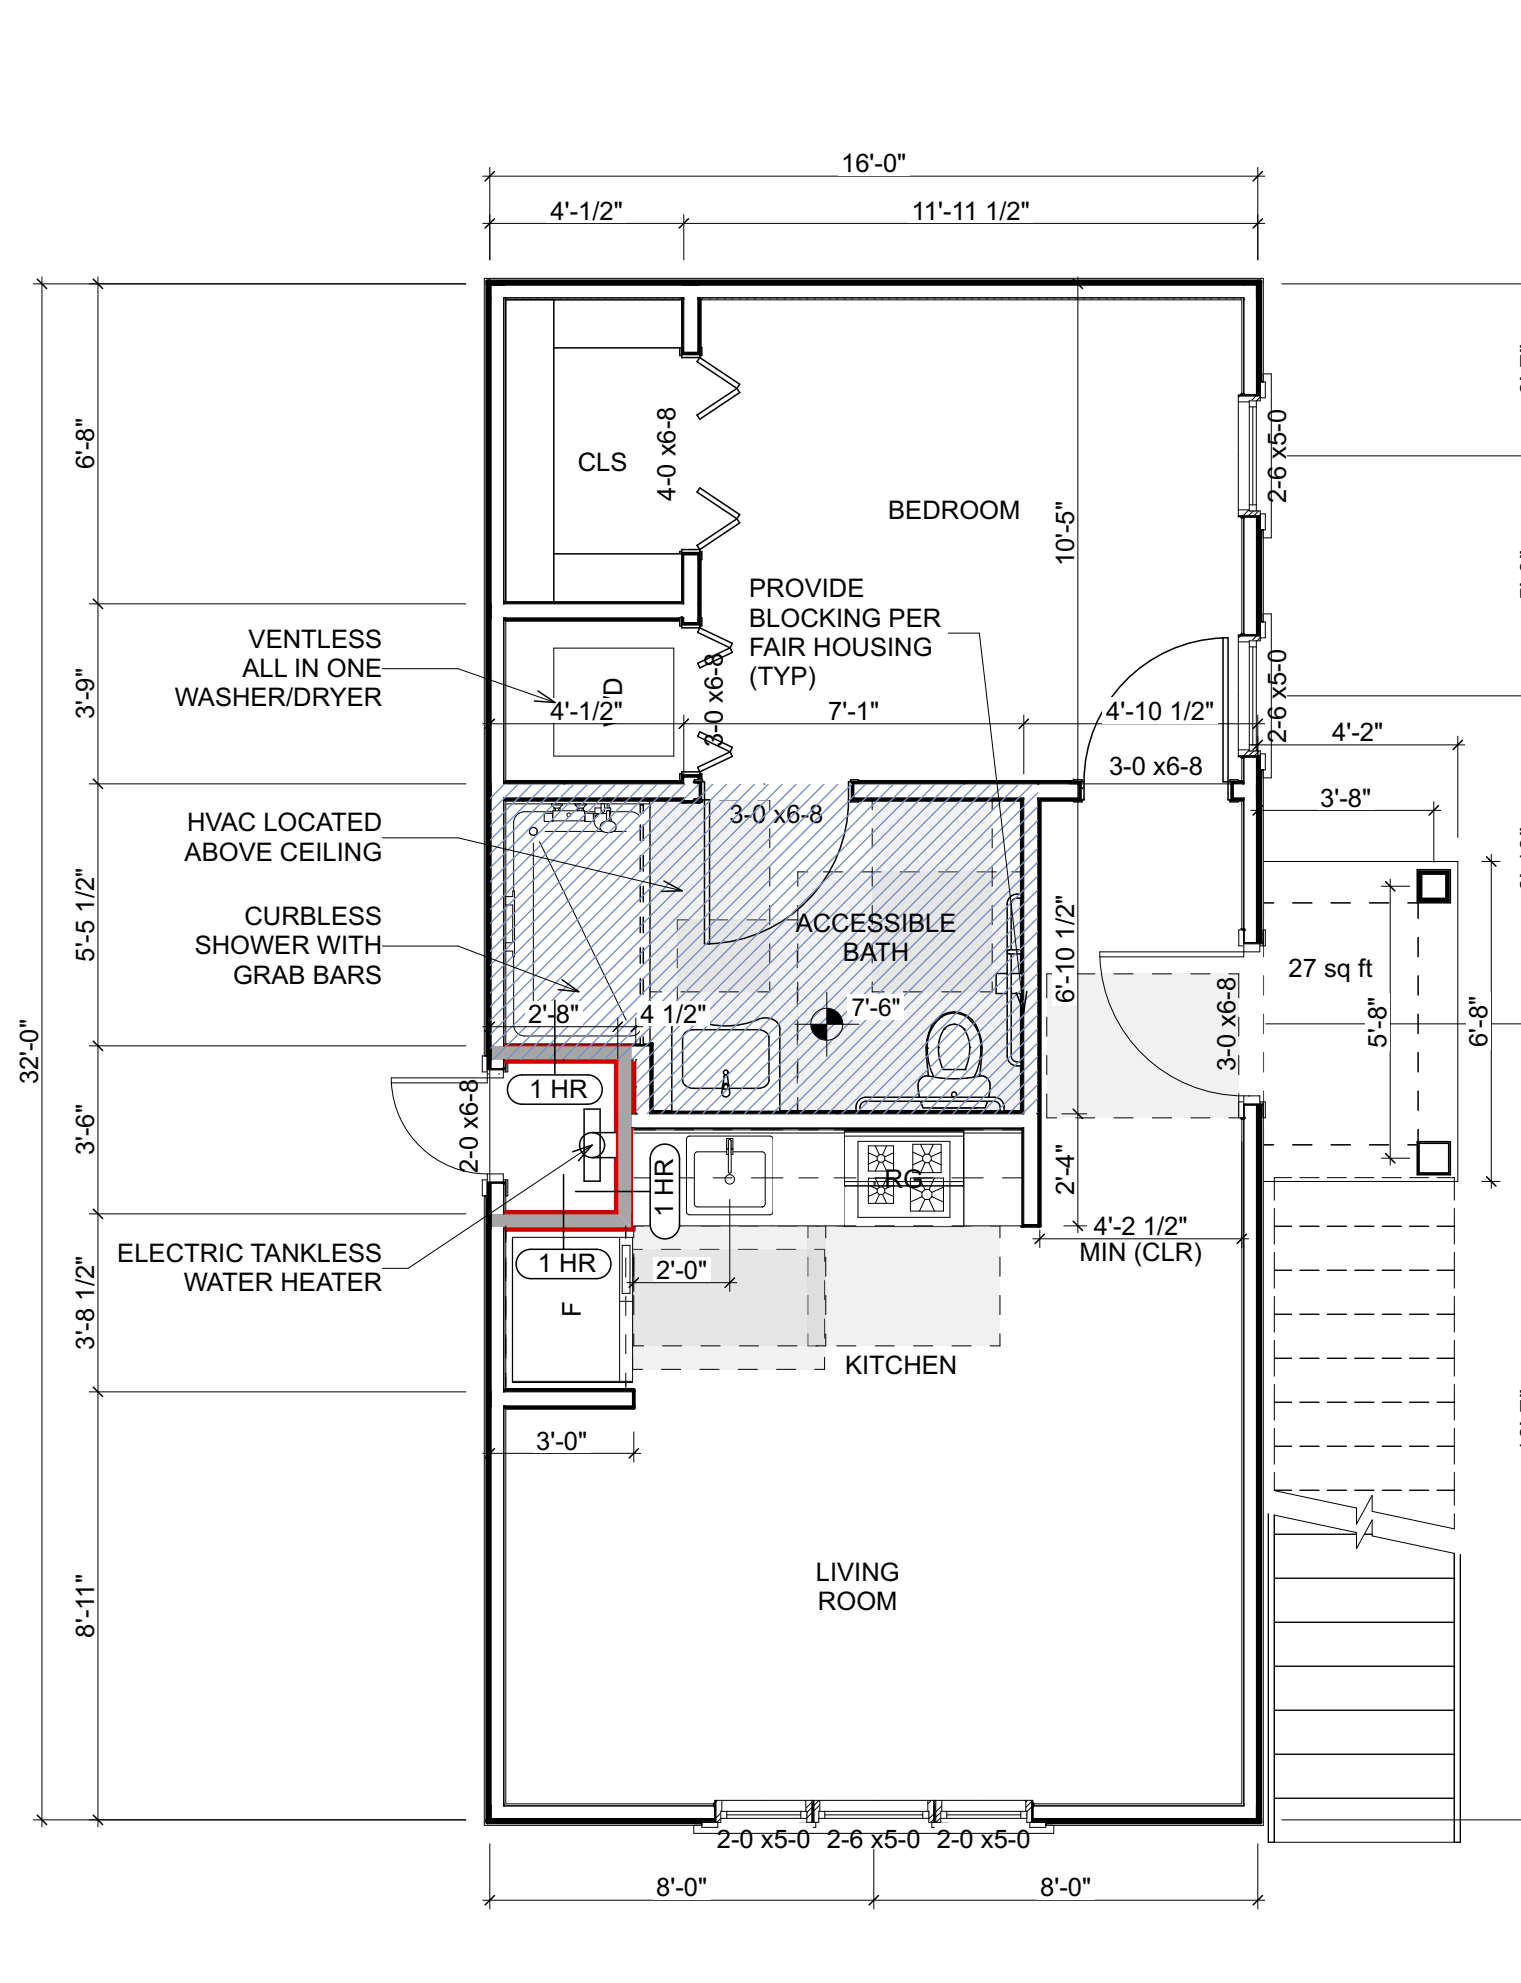 16'-0"
4'-1/2"
11'-11 1/2"
6'-8"
CLS
4-0 x6-8
BEDROOM
10'-5"
2-6 x5-0
PROVIDE
BLOCKING PER
FAIR HOUSING
(TYP)
VENTLESS
ALL IN ONE
WASHER/DRYER
3'-9"
3-0 x6-8
4'-1/2"
7'-1"
4'-10 1/2"
2-6 x5-0
4'-2"
3-0 x6-8
3'-8"
HVAC LOCATED
ABOVE CEILING
3-0 x6-8
5'-5 1/2"
CURBLESS
SHOWER WITH
GRAB BARS
ACCESSIBLE
BATH
6'-10 1/2"
27 sq ft
2'-8"
4 1/2"
7'-6"
3-0 x6-8
5'-8"
6'-8"
32'-0"
1 HR
3'-6"
2-0 x6-8
1 HR
RG
2'-4"
4'-2 1/2"
MIN (CLR)
ELECTRIC TANKLESS
WATER HEATER
1 HR
2'-0"
3'-8 1/2"
F
KITCHEN
3'-0"
LIVING
ROOM
8'-11"
2-0 x5-0
2-6 x5-0
2-0 x5-0
8'-0"
8'-0"